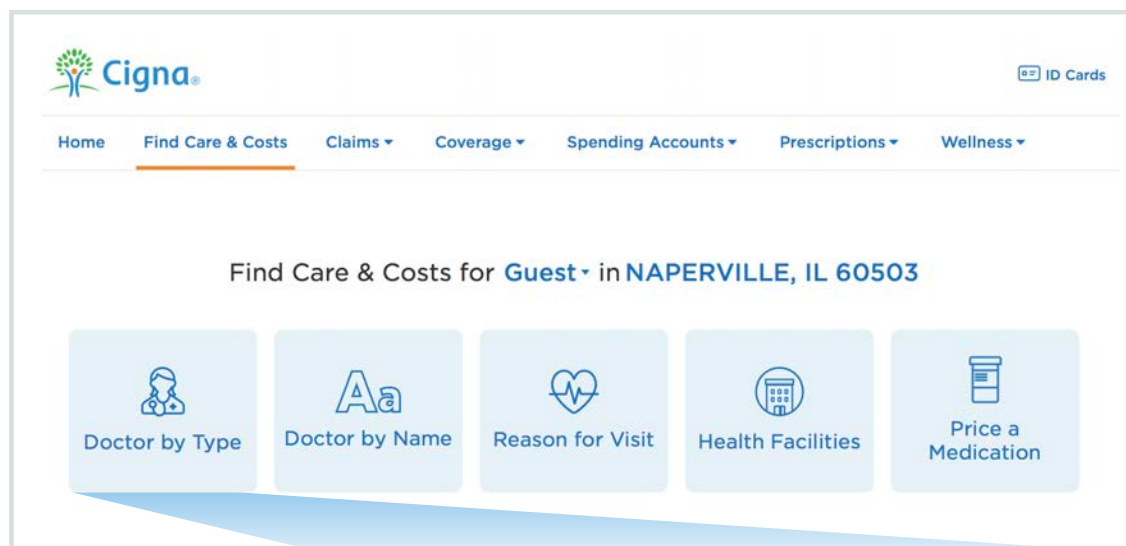 Cigna®
ID Cards
Home Find Care & Costs Claims Coverage Spending Accounts Prescriptions Wellness
Find Care & Costs for Guest in NAPERVILLE, IL 60503
Aa
Doctor by Type Doctor by Name Reason for Visit Health Facilities Price a
Medication